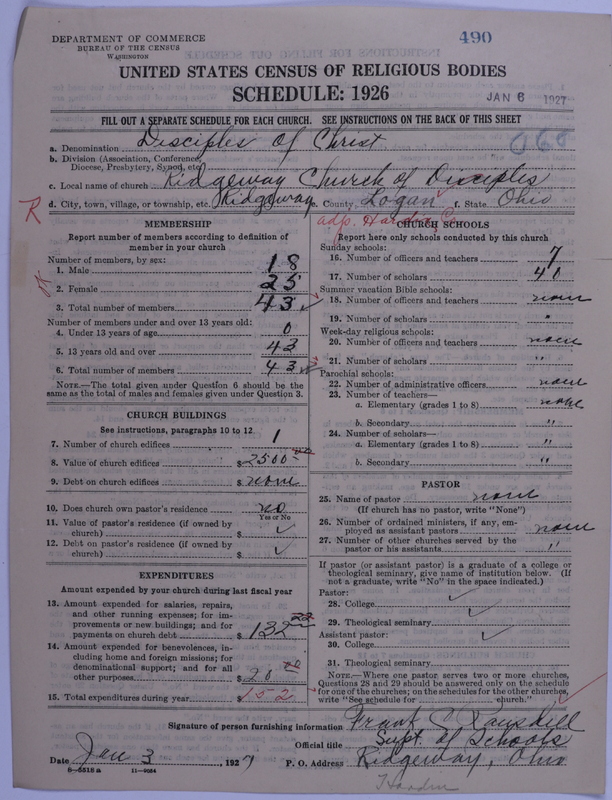 DEPARTMENT OF COMMERCE
BUREAU OF THE CENSUS
WASHINGTON
490
UNITED STATES CENSUS OF RELIGIOUS BODIES
SCHEDULE: 1926
JAN 6 1927
FILL OUT A SEPARATE SCHEDULE FOR EACH CHURCH. SEE INSTRUCTIONS ON THE BACK OF THIS SHEET
a. Denomination Disciples of Christ
068
b. Division (Association, Conference, Diocese, Presbytery, Synod, etc.)
c. Local name of church Ridgeway Church of Disciples
R
d. City, town, village, or township, etc. Ridgeway e. County Logan f. State Ohio
adj. Hardin Co
MEMBERSHIP
Report number of members according to definition of
member in your church
Number of members, by sex:
1. Male 18
2. Female 25
3. Total number of members 43
Number of members under and over 13 years old:
4. Under 13 years of age 0
5. 13 years old and over 43
6. Total number of members 43
NOTE.—The total given under Question 6 should be
same as the total of males and females given under Question 3.
CHURCH BUILDINGS
See instructions, paragraphs 10 to 12.
7. Number of church edifices 1
8. Value of church edifices $ 2500 00
9. Debt on church edifices $ none
10. Does church own pastor's residence no
Yes or No
11. Value of pastor's residence (if owned by
church) $ ✓
12. Debt on pastor's residence (if owned by
church) $ ✓
EXPENDITURES
Amount expended by your church during last fiscal year
13. Amount expended for salaries, repairs,
and other running expenses; for im-
provements or new buildings; and for
payments on church debt $ 132
14. Amount expended for benevolences, in-
cluding home and foreign missions; for
denominational support; and for all
other purposes $ 20 00
15. Total expenditures during year $ 152
CHURCH SCHOOLS
Report here only schools conducted by this church
Sunday schools:
16. Number of officers and teachers 7
17. Number of scholars 40
Summer vacation Bible schools:
18. Number of officers and teachers none
19. Number of scholars "
Week-day religious schools:
20. Number of officers and teachers none
21. Number of scholars "
Parochial schools:
22. Number of administrative officers none
23. Number of teachers—
a. Elementary (grades 1 to 8) none
b. Secondary "
24. Number of scholars—
a. Elementary (grades 1 to 8) "
b. Secondary "
PASTOR
25. Name of pastor none
(If church has no pastor, write "None")
26. Number of ordained ministers, if any, em-
ployed as assistant pastors none
27. Number of other churches served by the
pastor or his assistants "
If pastor (or assistant pastor) is a graduate of a college or
theological seminary, give name of institution below. (If
not a graduate, write "No" in the space indicated.)
Pastor:
28. College ✓
29. Theological seminary ✓
Assistant pastor:
30. College
31. Theological seminary
NOTE.—Where one pastor serves two or more churches,
Questions 28 and 29 should be answered only on the schedule
for one of the churches; on the schedules for the other churches,
write "See schedule for church."
Signature of person furnishing information Frank C. Ransdell
Official title Supt. of Schools
Date Jan 3, 1927 P. O. Address Ridgeway, Ohio
8—5518 a 11—9084
Hardin